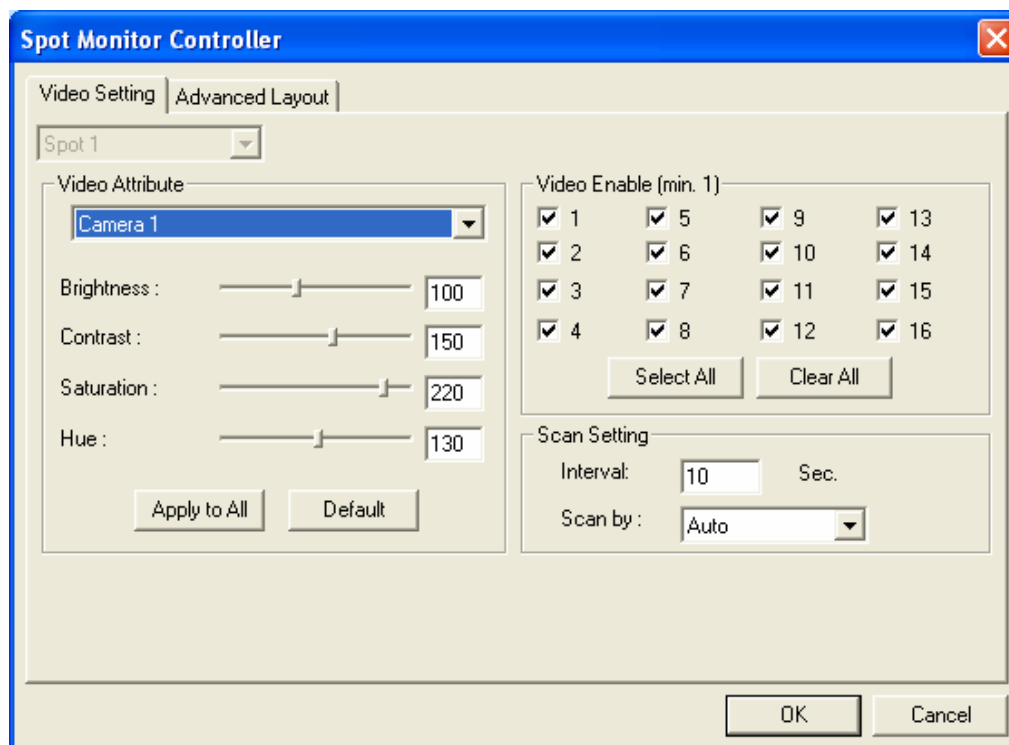 Spot Monitor Controller
Video Setting Advanced Layout
Spot 1
Video Attribute
Camera 1
Brightness : 100
Contrast : 150
Saturation : 220
Hue : 130
Apply to All Default
Video Enable (min. 1)
1 5 9 13
2 6 10 14
3 7 11 15
4 8 12 16
Select All Clear All
Scan Setting
Interval: 10 Sec.
Scan by : Auto
OK Cancel